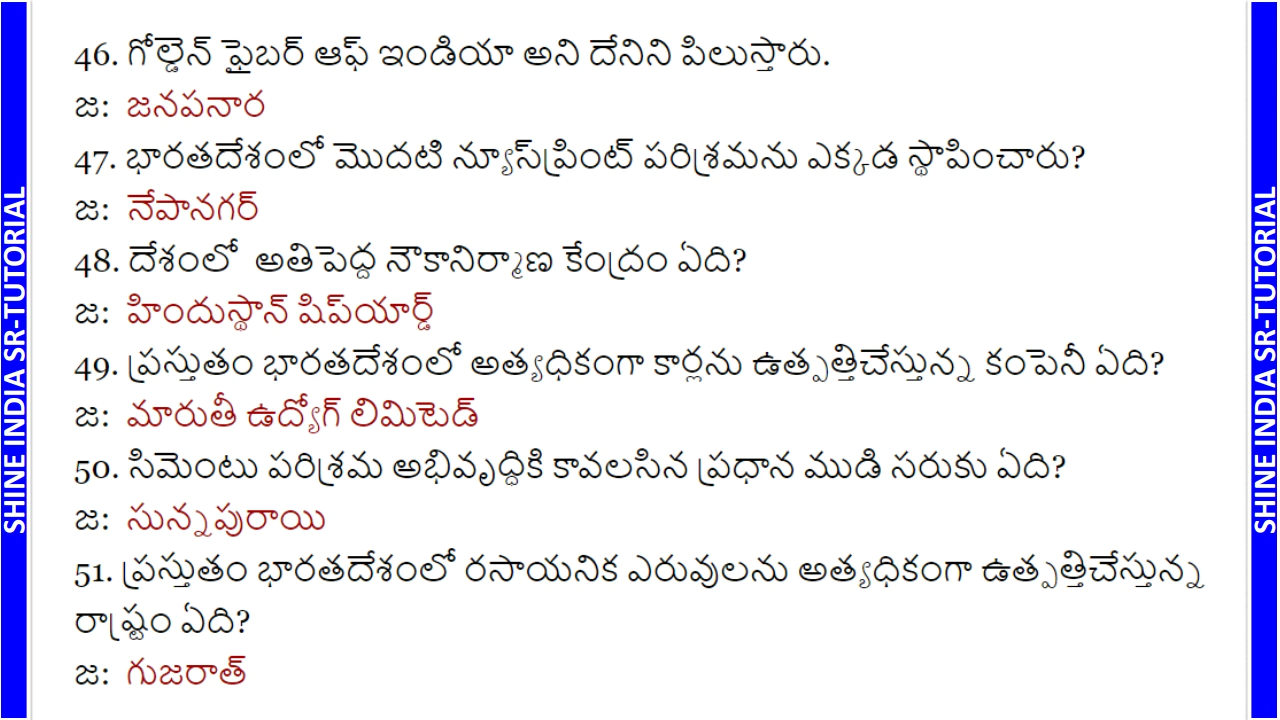 SHINE INDIA SR-TUTORIAL
46. గోల్డెన్ ఫైబర్ ఆఫ్ ఇండియా అని దేనిని పిలుస్తారు.
జ: జనపనార
47. భారతదేశంలో మొదటి న్యూస్‌ప్రింట్ పరిశ్రమను ఎక్కడ స్థాపించారు?
జ: నేపానగర్
48. దేశంలో అతిపెద్ద నౌకానిర్మాణ కేంద్రం ఏది?
జ: హిందుస్థాన్ షిప్‌యార్డ్
49. ప్రస్తుతం భారతదేశంలో అత్యధికంగా కార్లను ఉత్పత్తిచేస్తున్న కంపెనీ ఏది?
జ: మారుతీ ఉద్యోగ్ లిమిటెడ్
50. సిమెంటు పరిశ్రమ అభివృద్ధికి కావలసిన ప్రధాన ముడి సరుకు ఏది?
జ: సున్నపురాయి
51. ప్రస్తుతం భారతదేశంలో రసాయనిక ఎరువులను అత్యధికంగా ఉత్పత్తిచేస్తున్న
రాష్ట్రం ఏది?
జ: గుజరాత్
SHINE INDIA SR-TUTORIAL